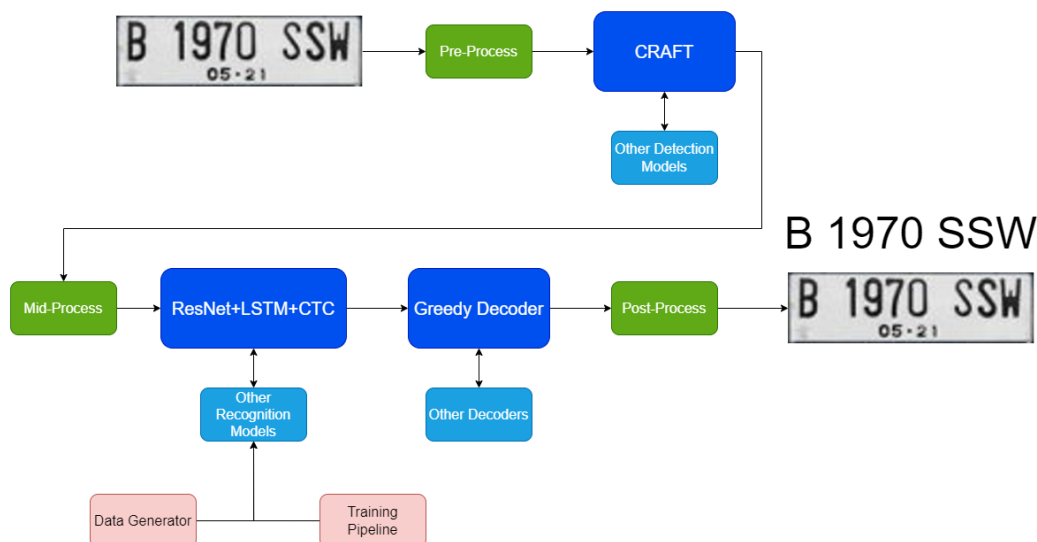 B 1970 SSW
05·21
Pre-Process
CRAFT
Other Detection
Models
Mid-Process
ResNet+LSTM+CTC
Greedy Decoder
Post-Process
B 1970 SSW
B 1970 SSW
05·21
Other
Recognition
Models
Other Decoders
Data Generator
Training
Pipeline